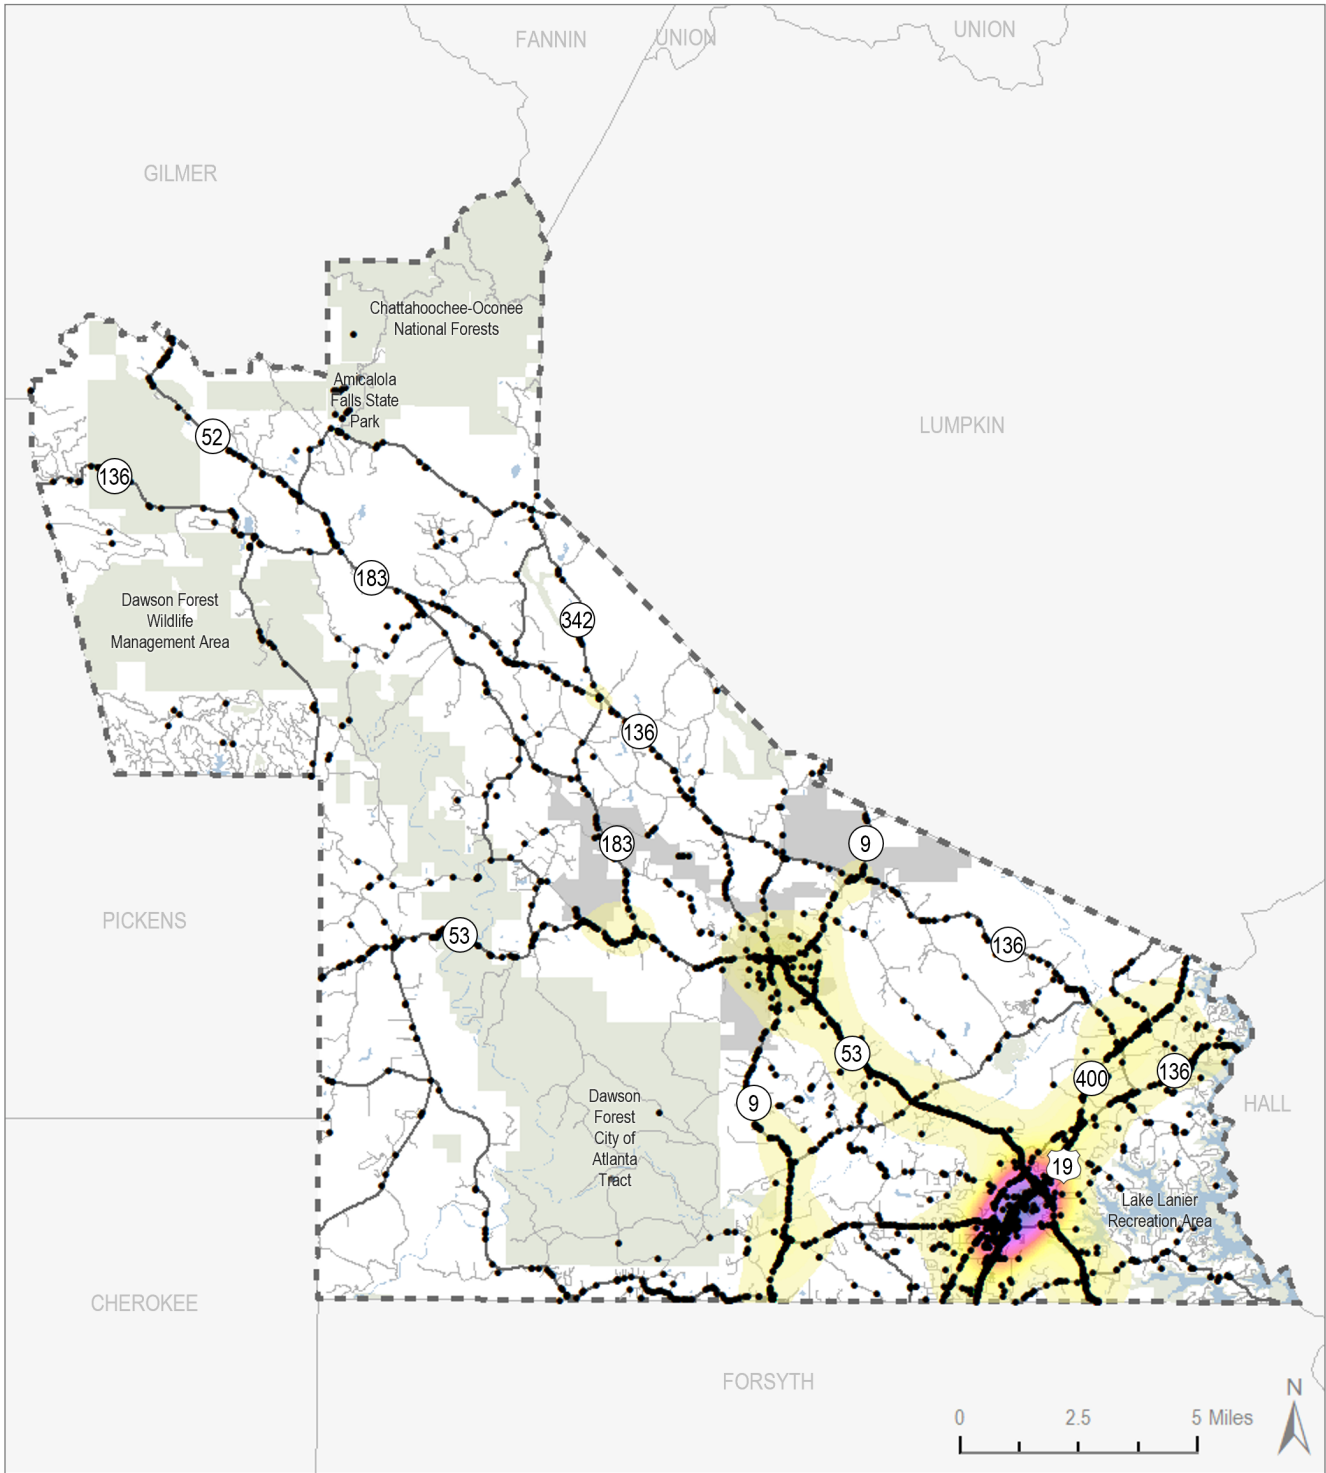 FANNIN
UNION
UNION
GILMER
Chattahoochee-Oconee
National Forests
Amicalola
Falls State
Park
LUMPKIN
52
136
183
Dawson Forest
Wildlife
Management Area
342
136
183
9
PICKENS
53
136
53
400
136
9
HALL
Dawson
Forest
City of
Atlanta
Tract
19
Lake Lanier
Recreation Area
CHEROKEE
FORSYTH
N
0 2.5 5 Miles